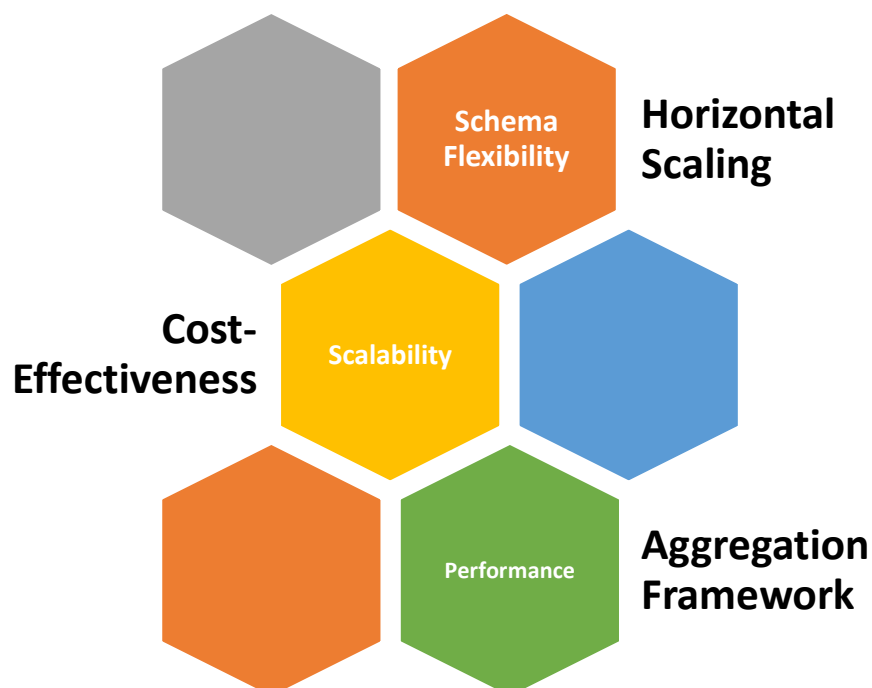 Schema
Flexibility
Horizontal
Scaling
Cost-
Effectiveness
Scalability
Performance
Aggregation
Framework